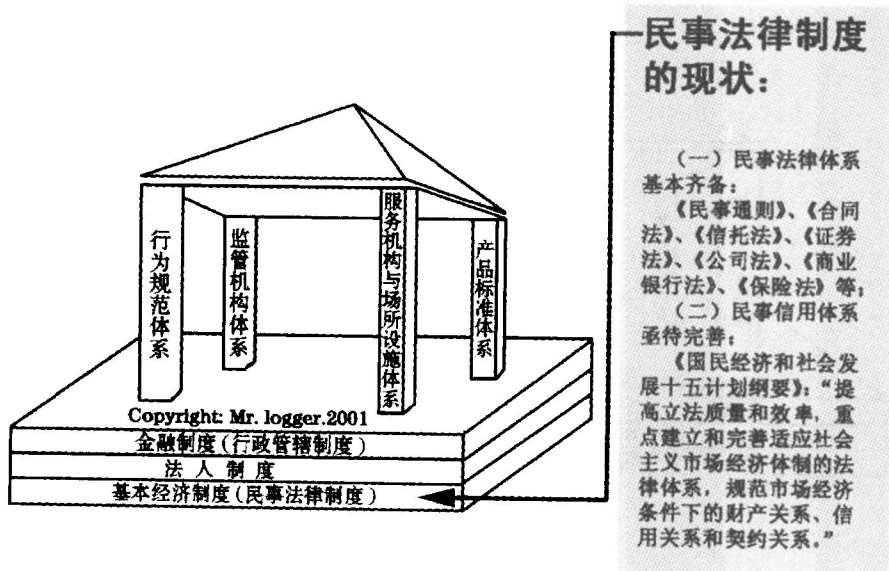 民事法律制度
的现状：
（一）民事法律体系
基本齐备：
《民事通则》、《合同
法》、《信托法》、《证券
法》、《公司法》、《商业
银行法》、《保险法》等；
（二）民事信用体系
亟待完善：
《国民经济和社会发
展十五计划纲要》：“提
高立法质量和效率，重
点建立和完善适应社会
主义市场经济体制的法
律体系，规范市场经济
条件下的财产关系、信
用关系和契约关系。”
行为规范体系
监管机构体系
服务机构与场所设施体系
产品标准体系
Copyright: Mr. logger.2001
金融制度（行政管辖制度）
法人制度
基本经济制度（民事法律制度）